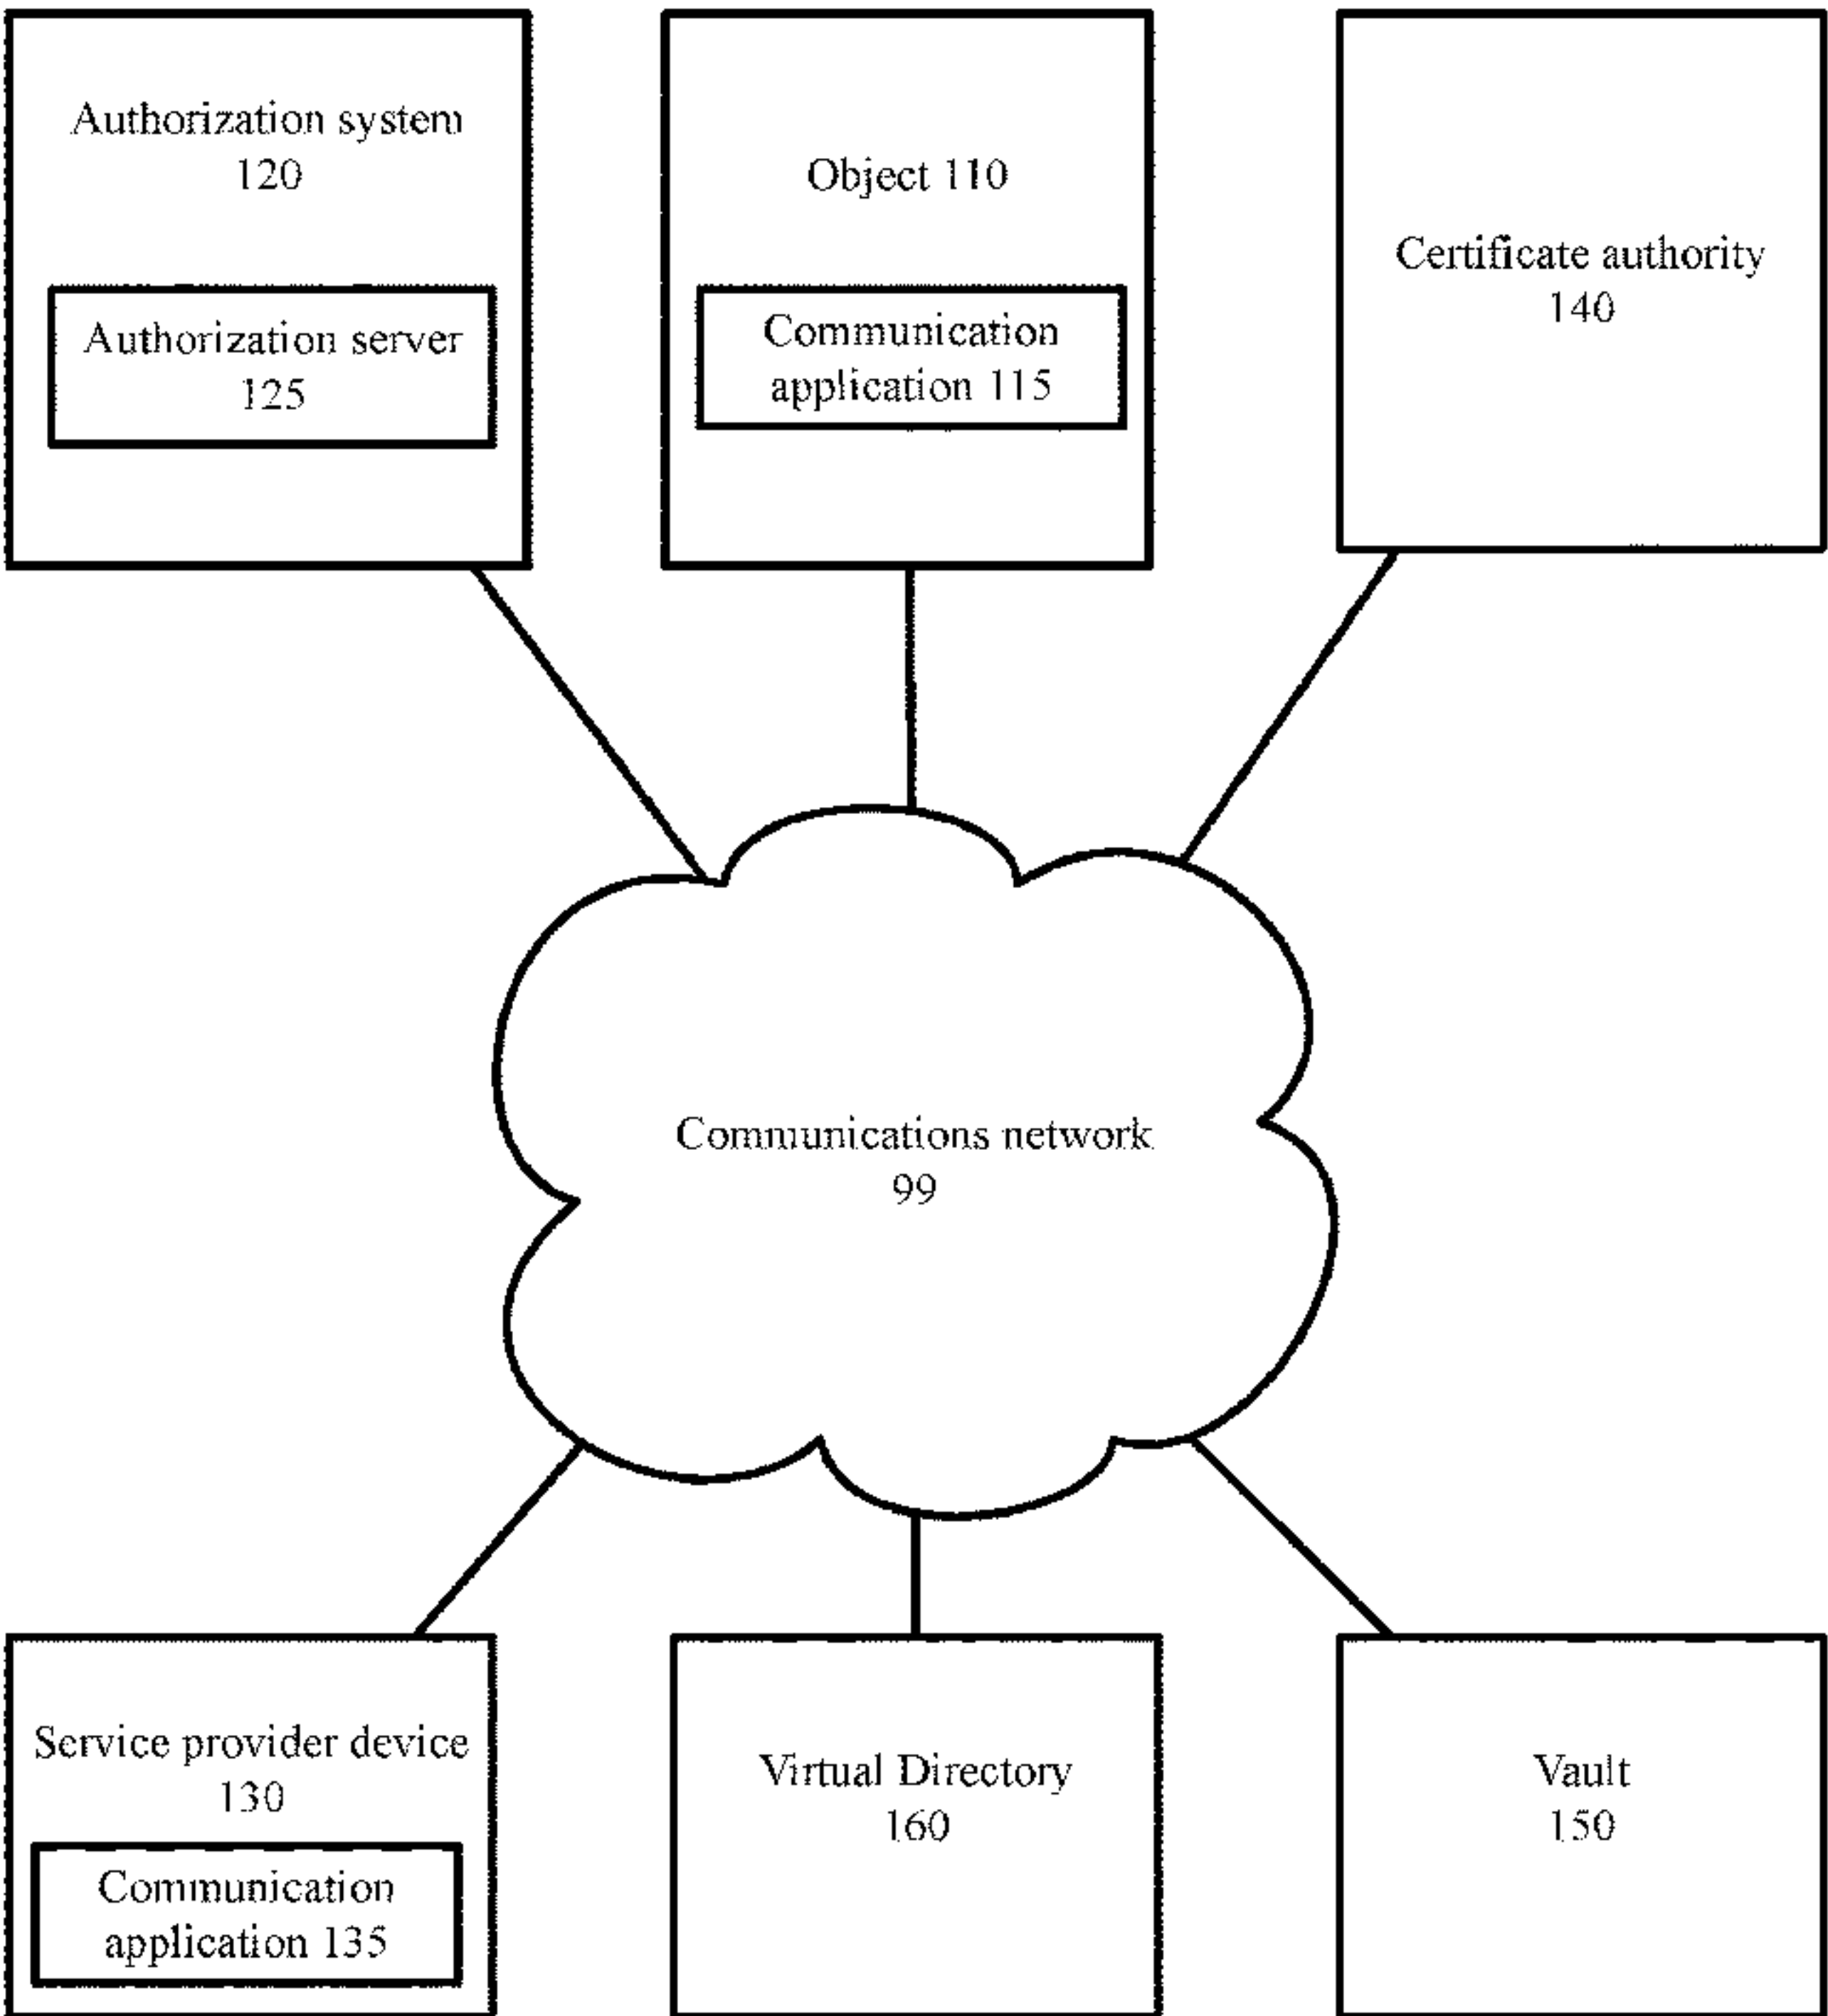 Authorization system
120
Authorization server
125
Object 110
Communication
application 115
Certificate authority
140
Communications network
99
Service provider device
130
Communication
application 135
Virtual Directory
160
Vault
150